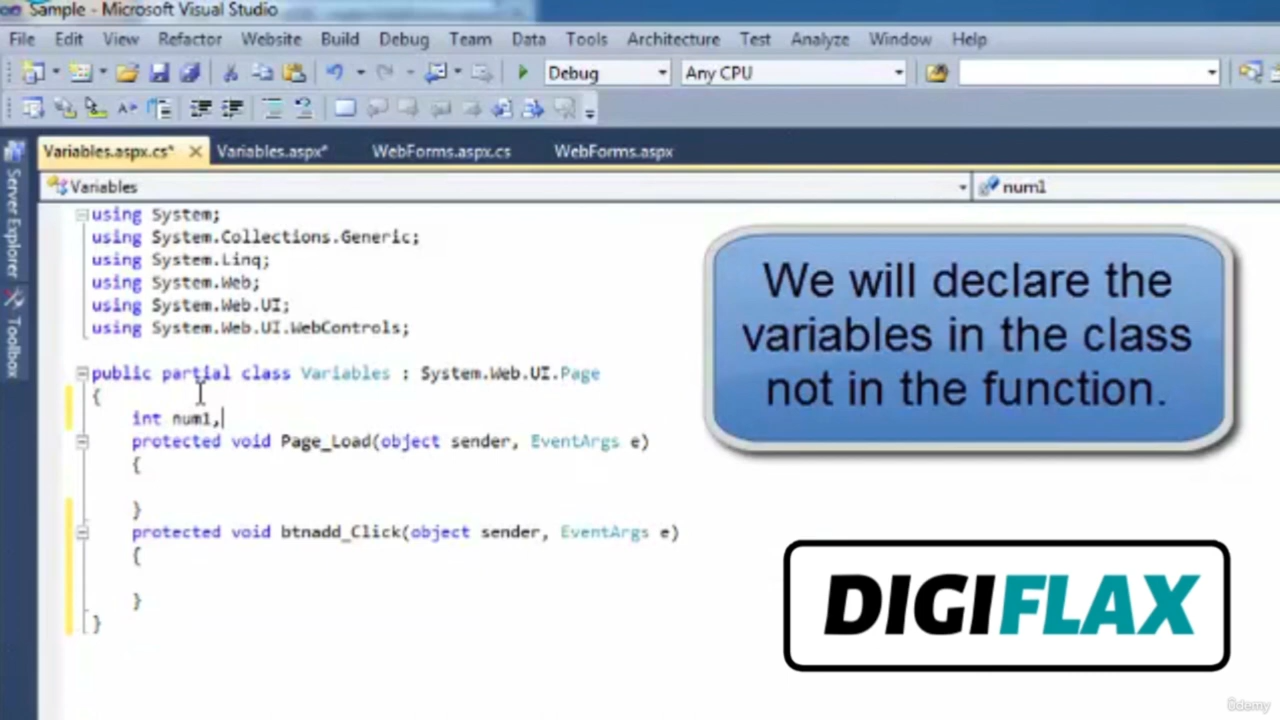 Sample - Microsoft Visual Studio
File Edit View Refactor Website Build Debug Team Data Tools Architecture Test Analyze Window Help
Debug Any CPU
Variables.aspx.cs* Variables.aspx* WebForms.aspx.cs WebForms.aspx
Server Explorer
Toolbox
Variables num1
using System;
using System.Collections.Generic;
using System.Linq;
using System.Web;
using System.Web.UI;
using System.Web.UI.WebControls;
public partial class Variables : System.Web.UI.Page
{
int num1,
protected void Page_Load(object sender, EventArgs e)
{
}
protected void btnadd_Click(object sender, EventArgs e)
{
}
}
We will declare the
variables in the class
not in the function.
DIGIFLAX
ûdemy